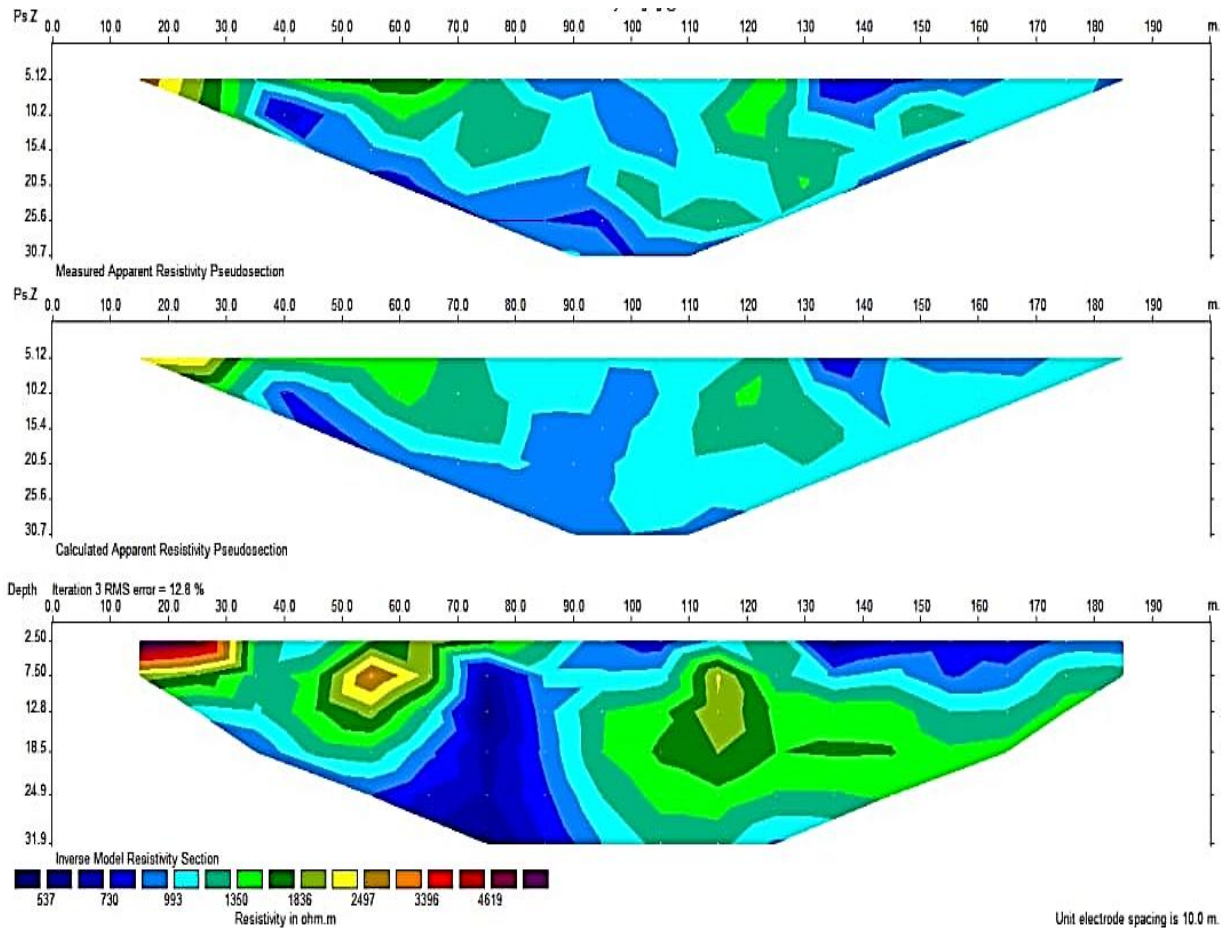 Ps.Z 0.0 10.0 20.0 30.0 40.0 50.0 60.0 70.0 80.0 90.0 100 110 120 130 140 150 160 170 180 190 m.
5.12
10.2
15.4
20.5
25.6
30.7
Measured Apparent Resistivity Pseudosection
Ps.Z 0.0 10.0 20.0 30.0 40.0 50.0 60.0 70.0 80.0 90.0 100 110 120 130 140 150 160 170 180 190 m.
5.12
10.2
15.4
20.5
25.6
30.7
Calculated Apparent Resistivity Pseudosection
Depth Iteration 3 RMS error = 12.8 %
0.0 10.0 20.0 30.0 40.0 50.0 60.0 70.0 80.0 90.0 100 110 120 130 140 150 160 170 180 190 m.
2.50
7.50
12.8
18.5
24.9
31.9
Inverse Model Resistivity Section
537 730 993 1350 1836 2497 3396 4619
Resistivity in ohm.m
Unit electrode spacing is 10.0 m.